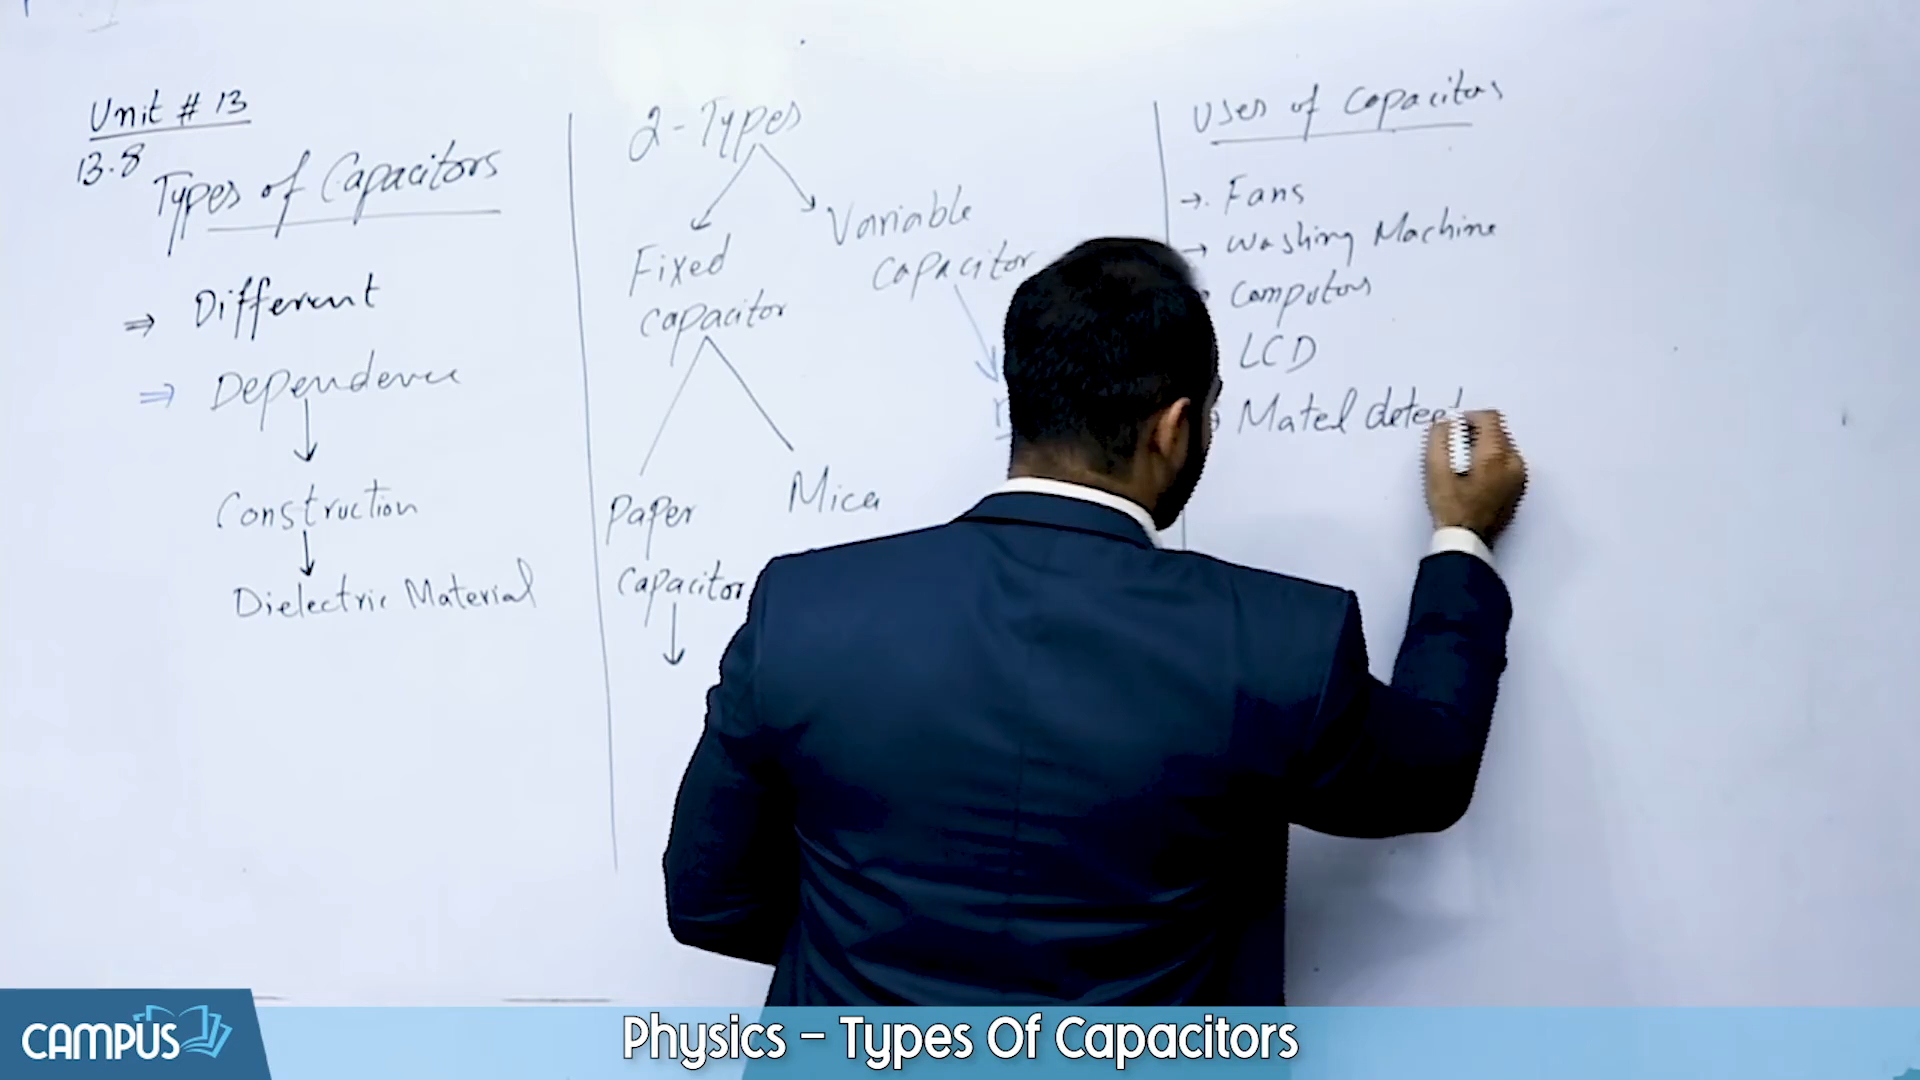 Unit # 13
13.8
Types of Capacitors
⇒ Different
⇒ Dependence
Construction
Dielectric Material
2 - Types
Fixed
capacitor
Variable
capacitor
Paper
capacitor
Mica
Uses of Capacitors
→ Fans
→ Washing Machine
Computors
LCD
Matel detect
CAMPUS
Physics – Types Of Capacitors